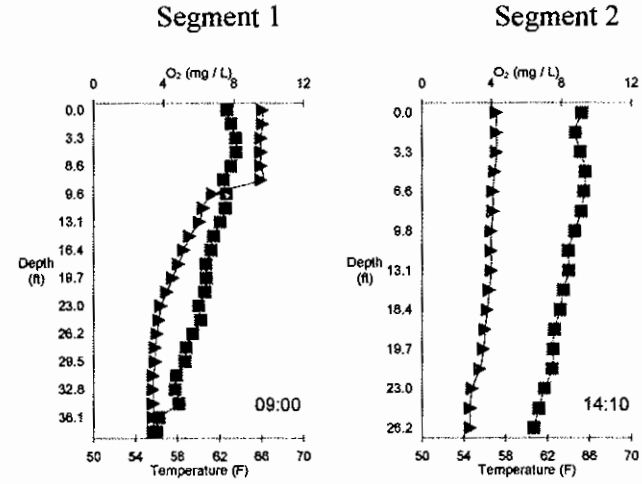 Segment 1
Segment 2
O₂ (mg / L)
0 4 8 12
O₂ (mg / L)
0 4 8 12
0.0
3.3
6.6
9.6
13.1
16.4
19.7
23.0
26.2
29.5
32.8
36.1
Depth
(ft)
09:00
50 54 58 62 66 70
Temperature (F)
0.0
3.3
6.6
9.8
13.1
18.4
19.7
23.0
26.2
Depth
(ft)
14:10
50 54 58 62 66 70
Temperature (F)